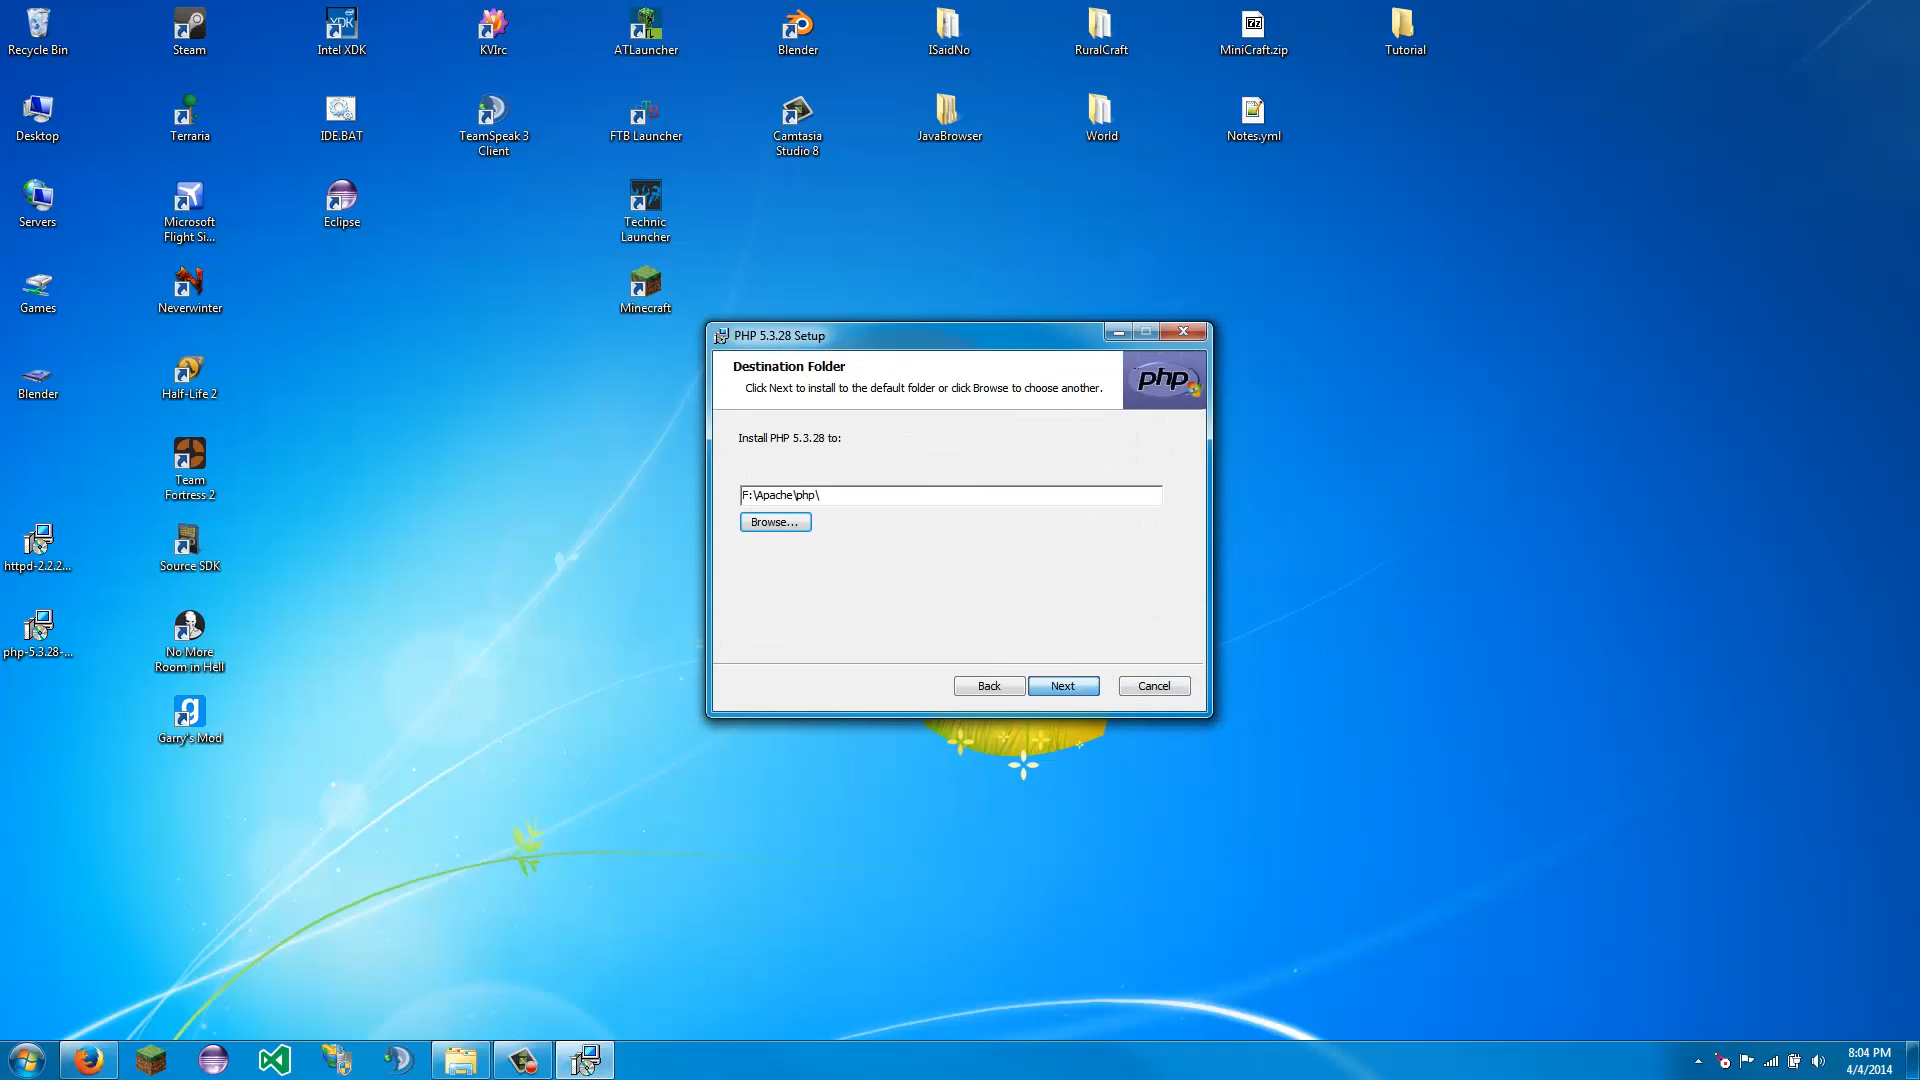 Recycle Bin
Steam
Intel XDK
KVIrc
ATLauncher
Blender
ISaidNo
RuralCraft
MiniCraft.zip
Tutorial
Desktop
Terraria
IDE.BAT
TeamSpeak 3
Client
FTB Launcher
Camtasia
Studio 8
JavaBrowser
World
Notes.yml
Servers
Microsoft
Flight Si...
Eclipse
Technic
Launcher
Games
Neverwinter
Minecraft
Blender
Half-Life 2
Team
Fortress 2
httpd-2.2.2...
Source SDK
php-5.3.28-...
No More
Room in Hell
Garry's Mod
PHP 5.3.28 Setup
Destination Folder
Click Next to install to the default folder or click Browse to choose another.
php
Install PHP 5.3.28 to:
F:\Apache\php\
Browse...
Back
Next
Cancel
8:04 PM
4/4/2014